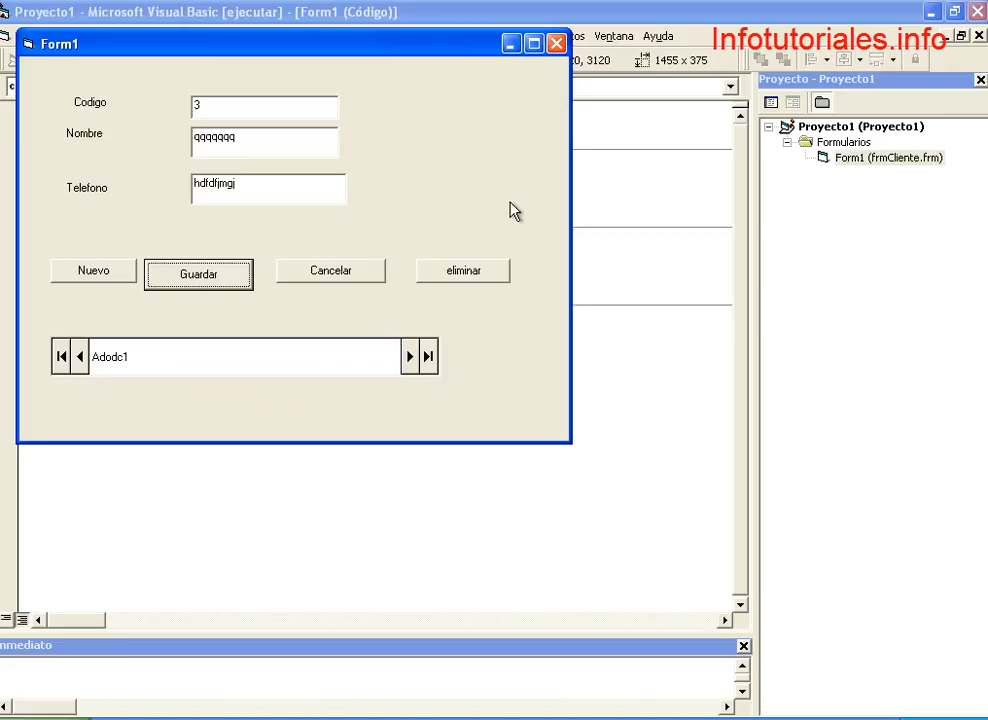 Proyecto1 - Microsoft Visual Basic [ejecutar] - [Form1 (Código)]
Form1
Ventana Ayuda
Infotutoriales.info
3120
1455 x 375
Proyecto - Proyecto1
Codigo
3
Nombre
qqqqqqq
Telefono
hdfdfjmgj
Nuevo
Guardar
Cancelar
eliminar
Adodc1
Proyecto1 (Proyecto1)
Formularios
Form1 (frmCliente.frm)
nmediato